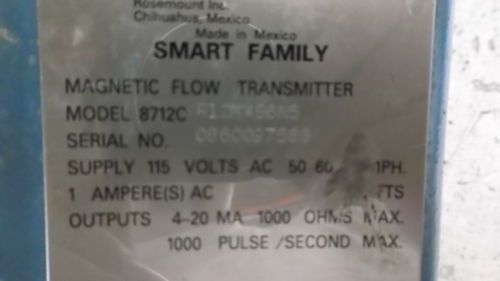 Rosemount Inc.
Chihuahua, Mexico
Made in Mexico
SMART FAMILY
MAGNETIC FLOW TRANSMITTER
MODEL 8712C
SERIAL NO.
SUPPLY 115 VOLTS AC 50 60 1PH.
1 AMPERE(S) AC
OUTPUTS 4-20 MA 1000 OHMS MAX.
1000 PULSE/SECOND MAX.